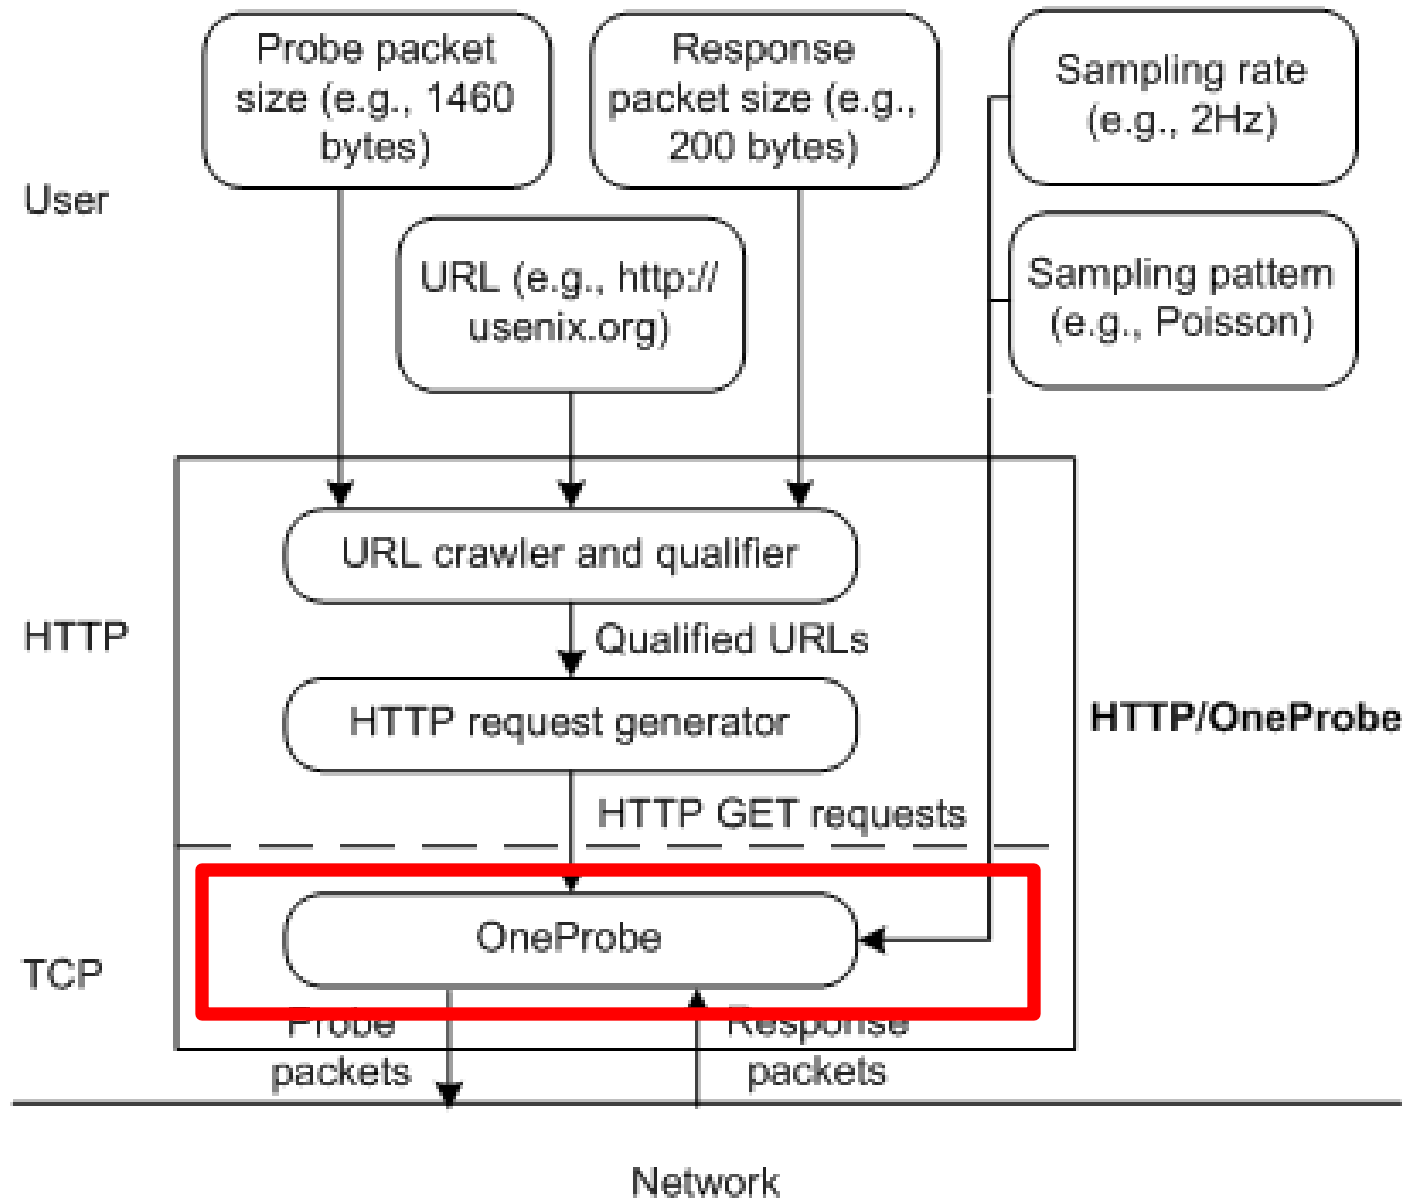 Probe packet
size (e.g., 1460
bytes)
Response
packet size (e.g.,
200 bytes)
Sampling rate
(e.g., 2Hz)
User
URL (e.g., http://
usenix.org)
Sampling pattern
(e.g., Poisson)
URL crawler and qualifier
HTTP
Qualified URLs
HTTP request generator
HTTP/OneProbe
HTTP GET requests
OneProbe
TCP
Probe
packets
Response
packets
Network